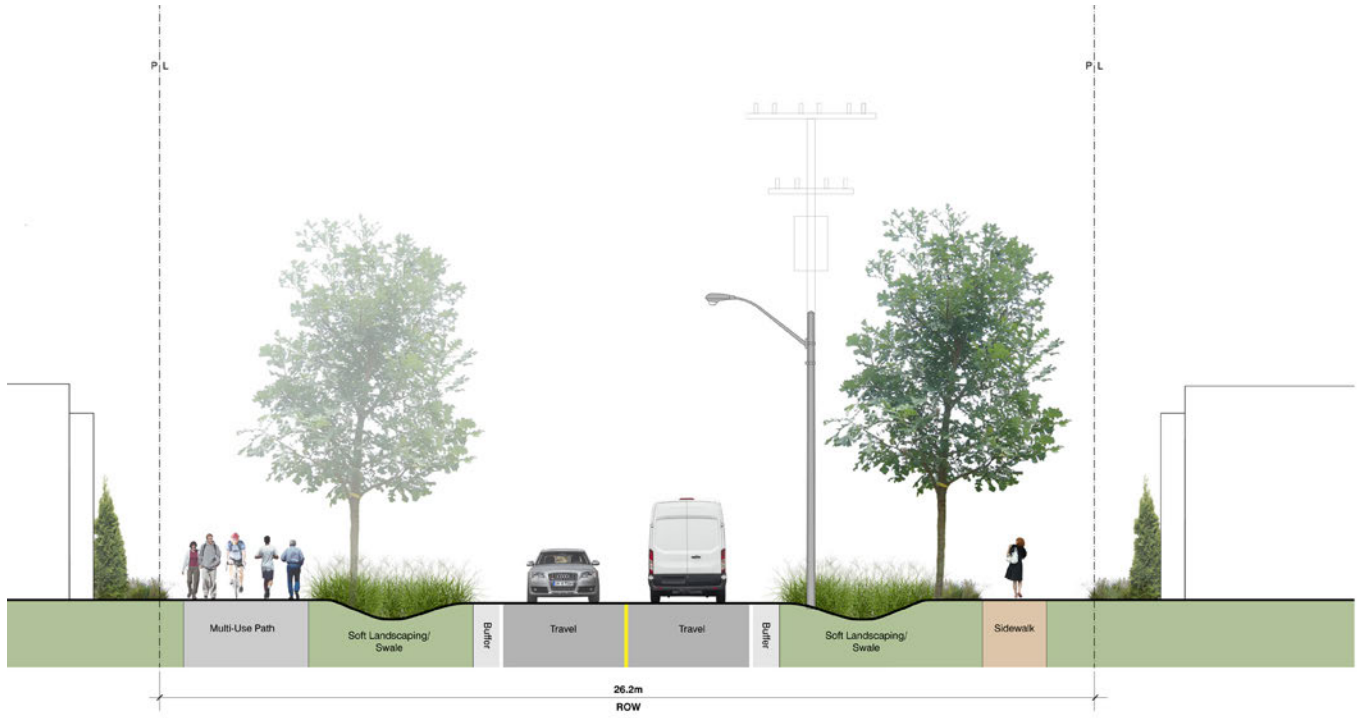 P L
P L
Multi-Use Path
Soft Landscaping/
Swale
Buffer
Travel
Travel
Buffer
Soft Landscaping/
Swale
Sidewalk
26.2m
ROW